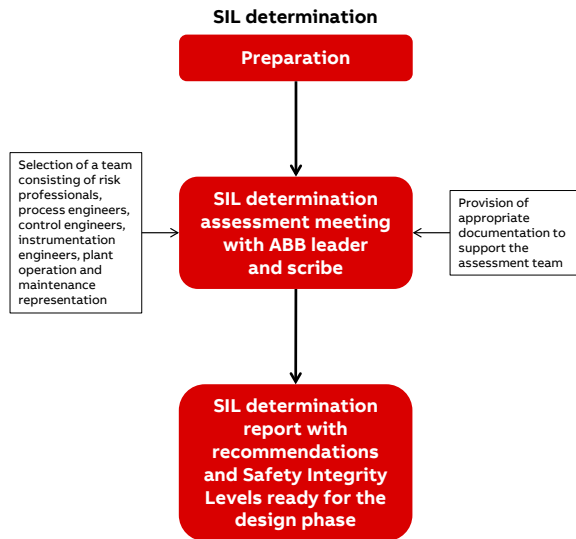 SIL determination
Preparation
Selection of a team
consisting of risk
professionals,
process engineers,
control engineers,
instrumentation
engineers, plant
operation and
maintenance
representation
SIL determination
assessment meeting
with ABB leader
and scribe
Provision of
appropriate
documentation to
support the
assessment team
SIL determination
report with
recommendations
and Safety Integrity
Levels ready for the
design phase